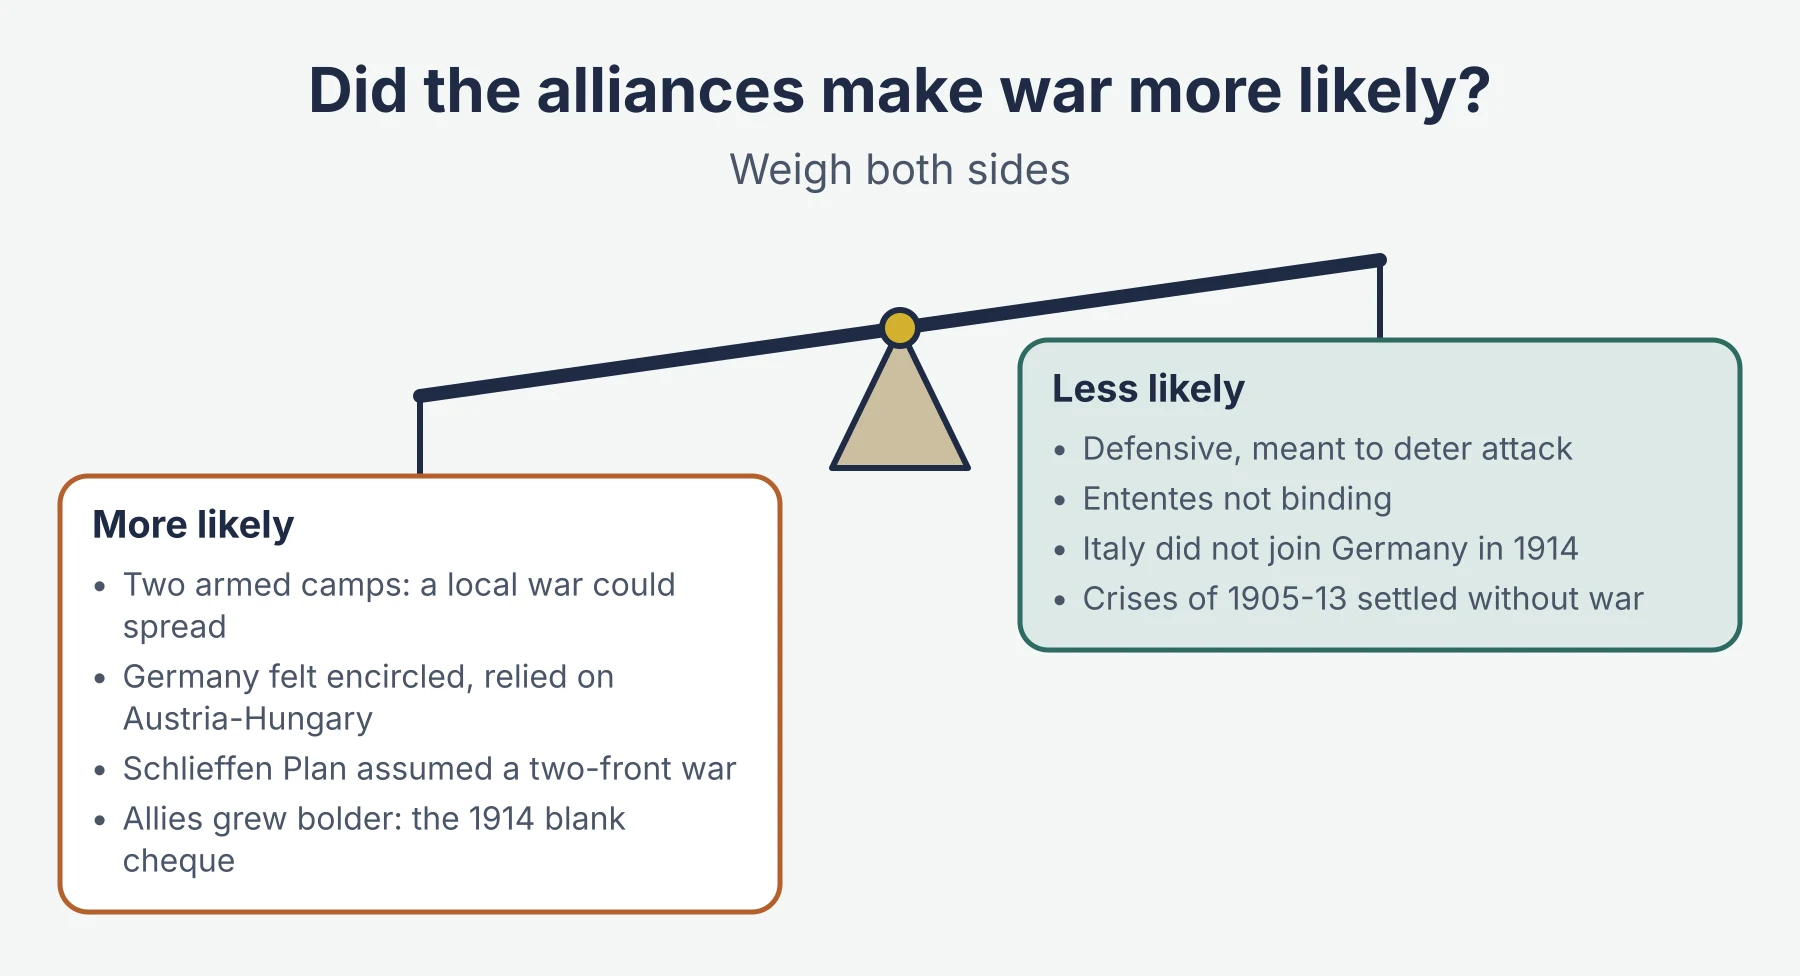 Did the alliances make war more likely?
Weigh both sides
More likely
• Two armed camps: a local war could
spread
• Germany felt encircled, relied on
Austria-Hungary
• Schlieffen Plan assumed a two-front war
• Allies grew bolder: the 1914 blank
cheque
Less likely
• Defensive, meant to deter attack
• Ententes not binding
• Italy did not join Germany in 1914
• Crises of 1905-13 settled without war